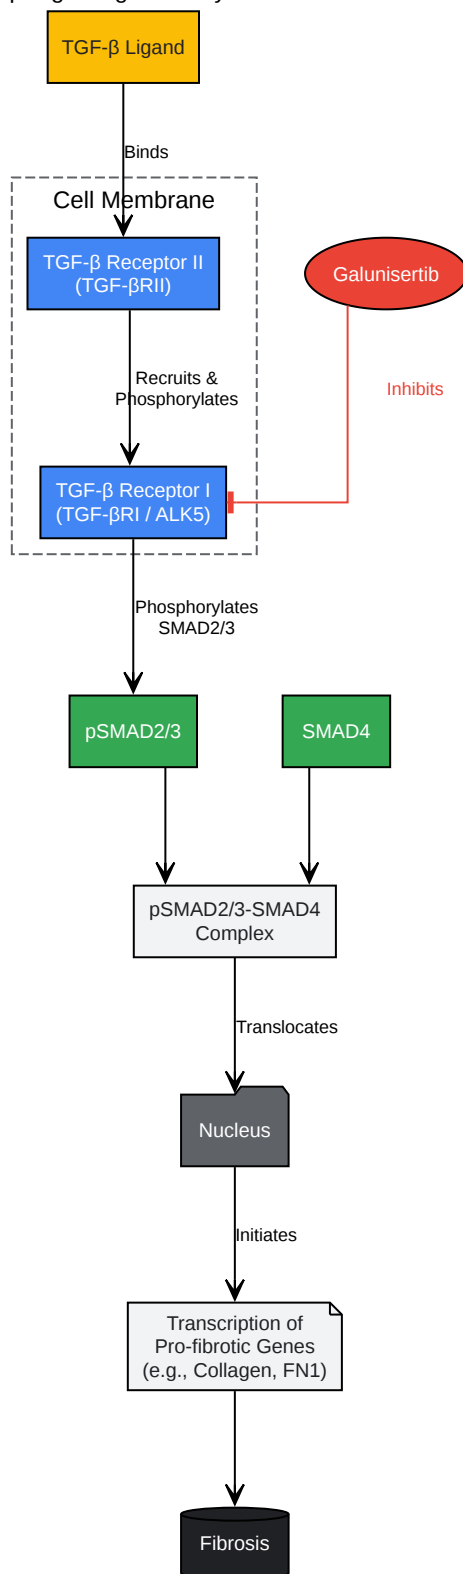 TGF-β Ligand
Binds
Cell Membrane
TGF-β Receptor II
(TGF-βRII)
Galunisertib
Recruits &
Phosphorylates
Inhibits
TGF-β Receptor I
(TGF-βRI / ALK5)
Phosphorylates
SMAD2/3
pSMAD2/3
SMAD4
pSMAD2/3-SMAD4
Complex
Translocates
Nucleus
Initiates
Transcription of
Pro-fibrotic Genes
(e.g., Collagen, FN1)
Fibrosis